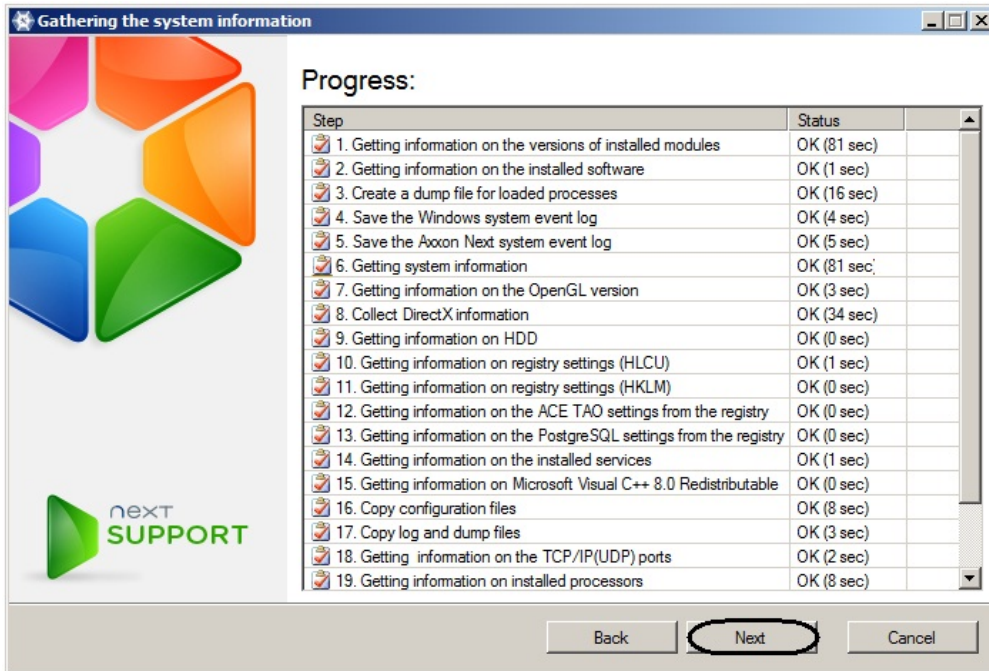 Gathering the system information
Progress:
Step Status
1. Getting information on the versions of installed modules OK (81 sec)
2. Getting information on the installed software OK (1 sec)
3. Create a dump file for loaded processes OK (16 sec)
4. Save the Windows system event log OK (4 sec)
5. Save the Axxon Next system event log OK (5 sec)
6. Getting system information OK (81 sec)
7. Getting information on the OpenGL version OK (3 sec)
8. Collect DirectX information OK (34 sec)
9. Getting information on HDD OK (0 sec)
10. Getting information on registry settings (HLCU) OK (1 sec)
11. Getting information on registry settings (HKLM) OK (0 sec)
12. Getting information on the ACE TAO settings from the registry OK (0 sec)
13. Getting information on the PostgreSQL settings from the registry OK (0 sec)
14. Getting information on the installed services OK (1 sec)
15. Getting information on Microsoft Visual C++ 8.0 Redistributable OK (0 sec)
16. Copy configuration files OK (8 sec)
17. Copy log and dump files OK (3 sec)
18. Getting information on the TCP/IP(UDP) ports OK (2 sec)
19. Getting information on installed processors OK (8 sec)
next
SUPPORT
Back Next Cancel